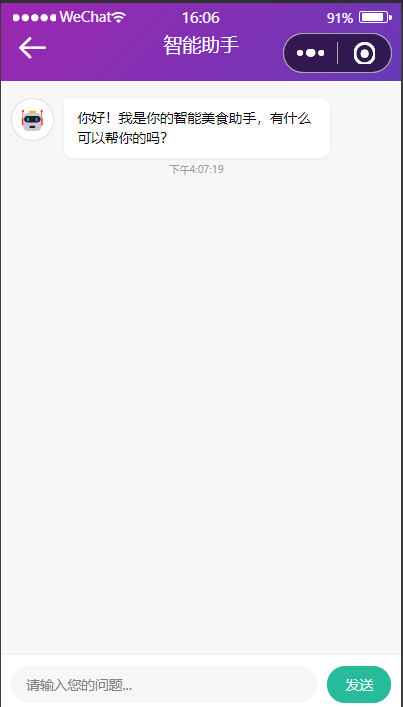 WeChat 16:06 91%
智能助手
你好！我是你的智能美食助手，有什么
可以帮你的吗？
下午4:07:19
请输入您的问题...
发送